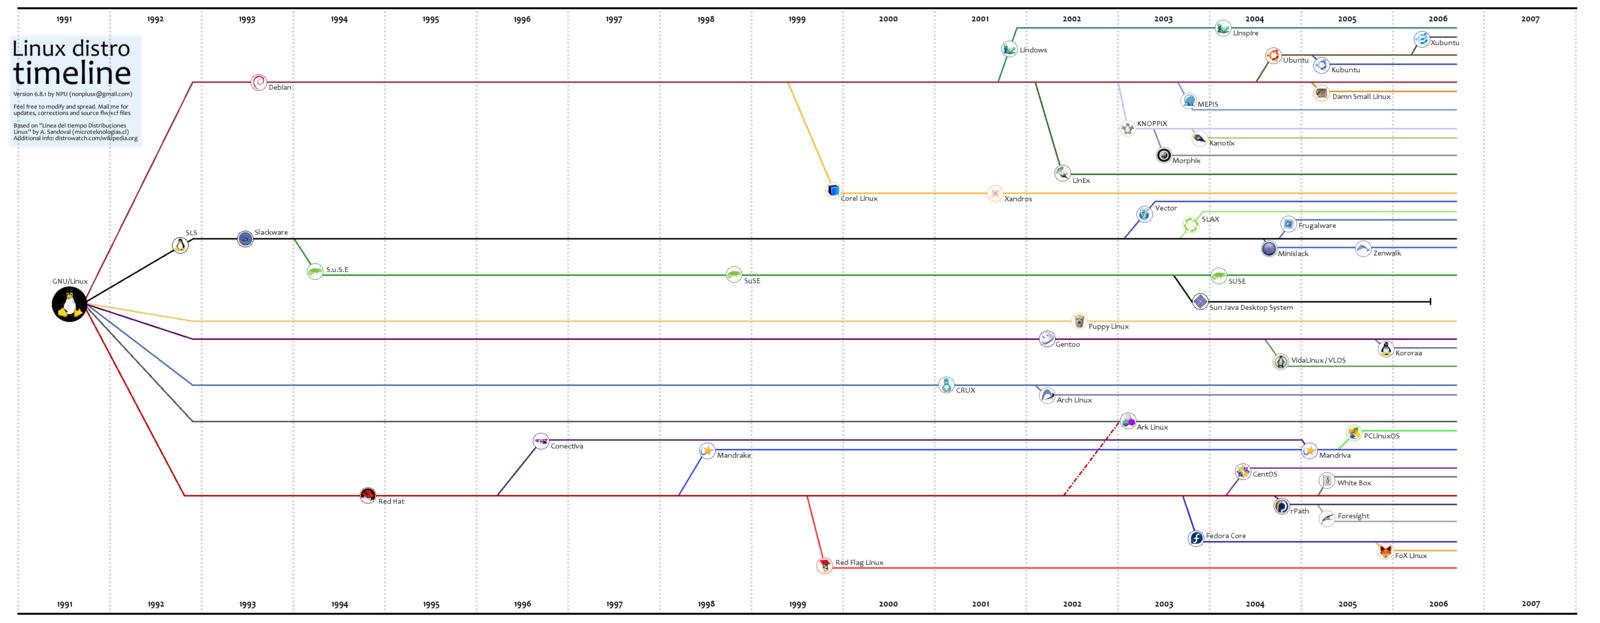 1991 1992 1993 1994 1995 1996 1997 1998 1999 2000 2001 2002 2003 2004 2005 2006 2007
Linux distro
timeline
Version 6.8.1 by NPU (nonplusx@gmail.com)
Feel free to modify and spread. Mail me for
updates, corrections and source flw/xcf files
Based on "Linea del tiempo Distribuciones
Linux" by A. Sandoval (microteknologias.cl)
Additional info: distrowatch.com/wikipedia.org
Linspire
Xubuntu
Lindows
Ubuntu
Kubuntu
Debian
Damn Small Linux
MEPIS
KNOPPIX
Kanotix
Morphix
LinEx
Corel Linux
Xandros
Vector
SLAX
Frugalware
SLS
Slackware
Minislack
Zenwalk
S.u.S.E
SuSE
SUSE
GNU/Linux
Sun Java Desktop System
Puppy Linux
Gentoo
Kororaa
VidaLinux / VLOS
CRUX
Arch Linux
Ark Linux
PCLinuxOS
Conectiva
Mandrake
Mandriva
CentOS
White Box
Red Hat
rPath
Foresight
Fedora Core
FoX Linux
Red Flag Linux
1991 1992 1993 1994 1995 1996 1997 1998 1999 2000 2001 2002 2003 2004 2005 2006 2007